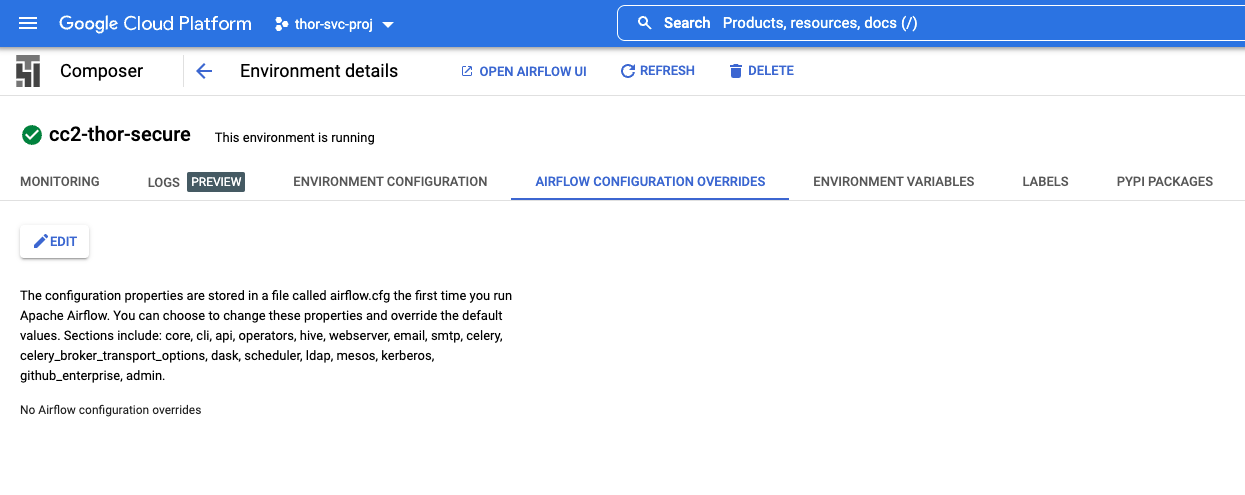 Google Cloud Platform thor-svc-proj Search Products, resources, docs (/)
Composer Environment details OPEN AIRFLOW UI REFRESH DELETE
cc2-thor-secure This environment is running
MONITORING LOGS PREVIEW ENVIRONMENT CONFIGURATION AIRFLOW CONFIGURATION OVERRIDES ENVIRONMENT VARIABLES LABELS PYPI PACKAGES
EDIT
The configuration properties are stored in a file called airflow.cfg the first time you run
Apache Airflow. You can choose to change these properties and override the default
values. Sections include: core, cli, api, operators, hive, webserver, email, smtp, celery,
celery_broker_transport_options, dask, scheduler, ldap, mesos, kerberos,
github_enterprise, admin.
No Airflow configuration overrides